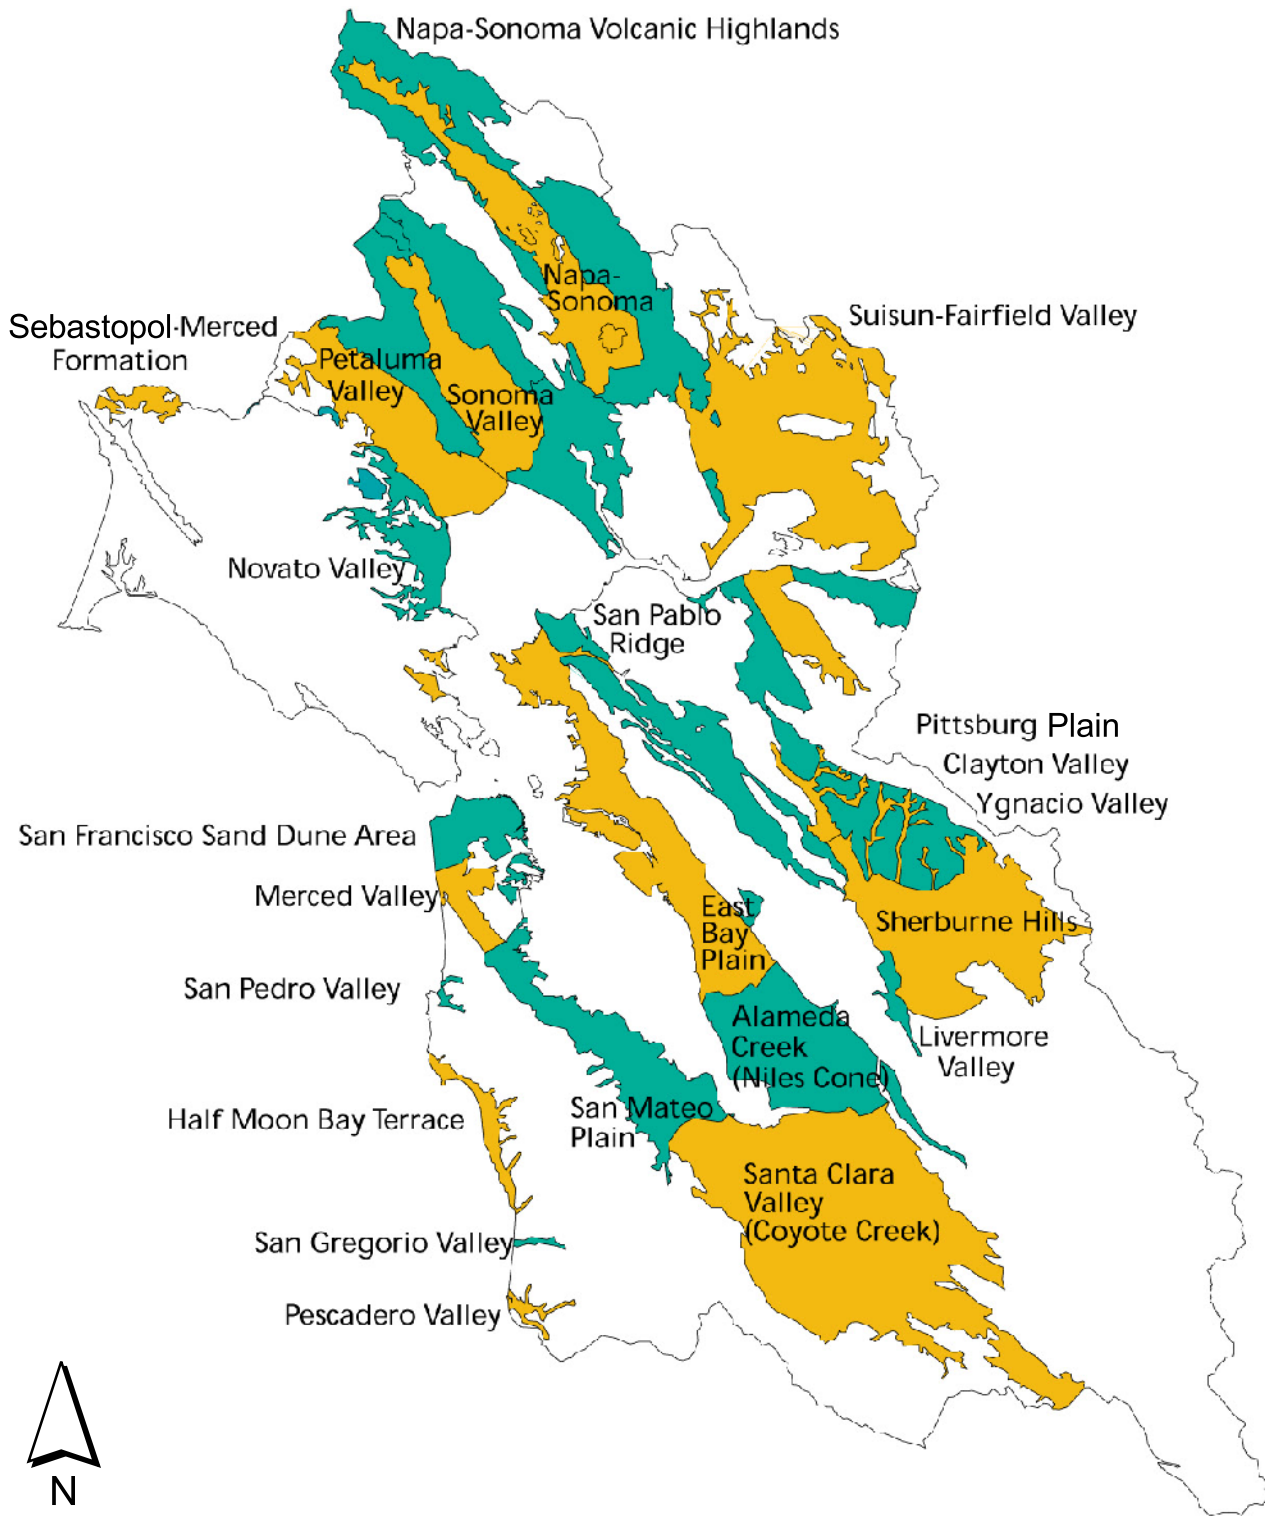 Napa-Sonoma Volcanic Highlands
Napa-
Sonoma
Suisun-Fairfield Valley
Sebastopol-Merced
Formation
Petaluma
Valley
Sonoma
Valley
Novato Valley
San Pablo
Ridge
Pittsburg Plain
Clayton Valley
Ygnacio Valley
San Francisco Sand Dune Area
Merced Valley
East
Bay
Plain
Sherburne Hills
San Pedro Valley
Alameda
Creek
(Niles Cone)
Livermore
Valley
Half Moon Bay Terrace
San Mateo
Plain
Santa Clara
Valley
(Coyote Creek)
San Gregorio Valley
Pescadero Valley
N